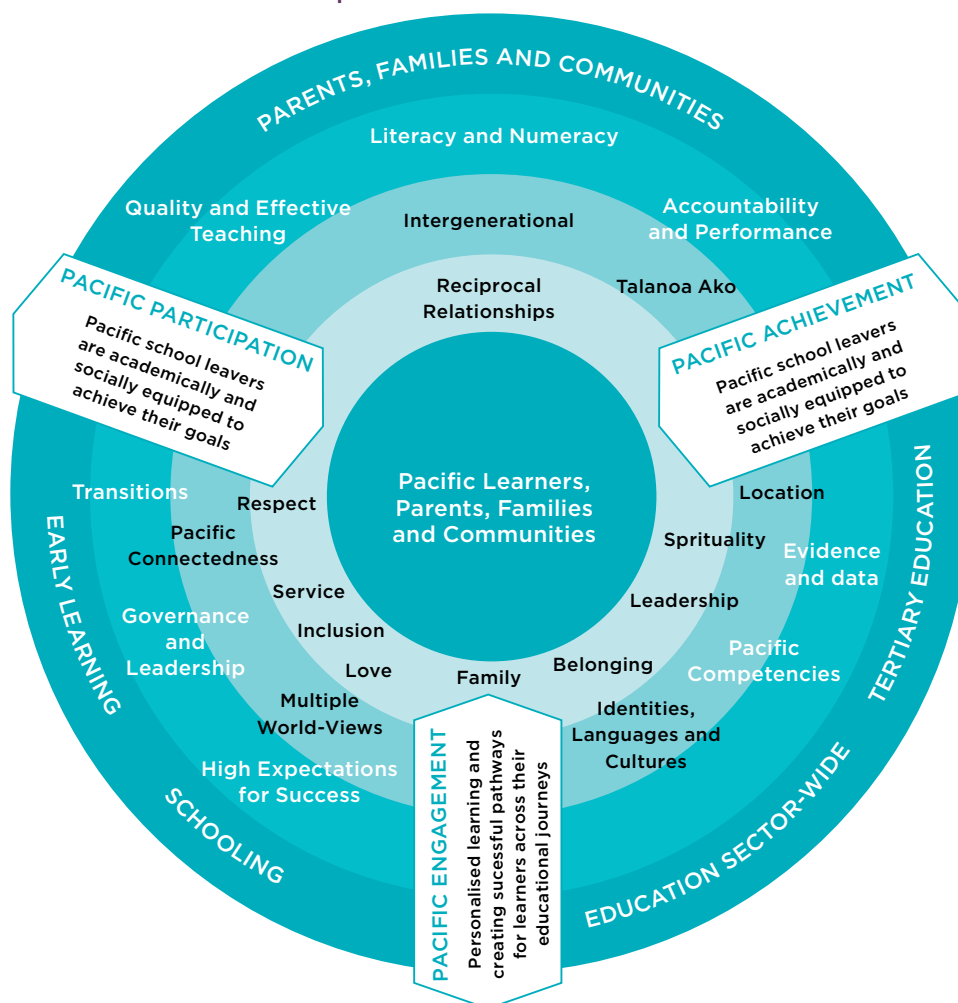 PARENTS, FAMILIES AND COMMUNITIES
Literacy and Numeracy
Quality and Effective
Teaching
Accountability
and Performance
Intergenerational
Talanoa Ako
Reciprocal
Relationships
PACIFIC PARTICIPATION
Pacific school leavers
are academically and
socially equipped to
achieve their goals
PACIFIC ACHIEVEMENT
Pacific school leavers
are academically and
socially equipped to
achieve their goals
Pacific Learners,
Parents, Families
and Communities
Transitions
Respect
Location
Pacific
Connectedness
Sprituality
Evidence
and data
Service
Leadership
Governance
and
Leadership
Inclusion
Love
Family
Belonging
Pacific
Competencies
Multiple
World-Views
Identities,
Languages and
Cultures
High Expectations
for Success
PACIFIC ENGAGEMENT
Personalised learning and
creating sucessful pathways
for learners across their
educational journeys
EARLY LEARNING
SCHOOLING
EDUCATION SECTOR-WIDE
TERTIARY EDUCATION